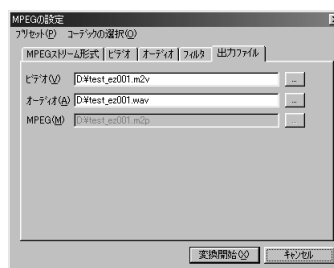 MPEGの設定
プリセット(P) コーデックの選択(O)
MPEGストリーム形式 ビデオ オーディオ フィルタ 出力ファイル
ビデオ(V) D:¥test_ez001.m2v ...
オーディオ(A) D:¥test_ez001.wav ...
MPEG(M) D:¥test_ez001.m2p ...
変換開始(X) キャンセル